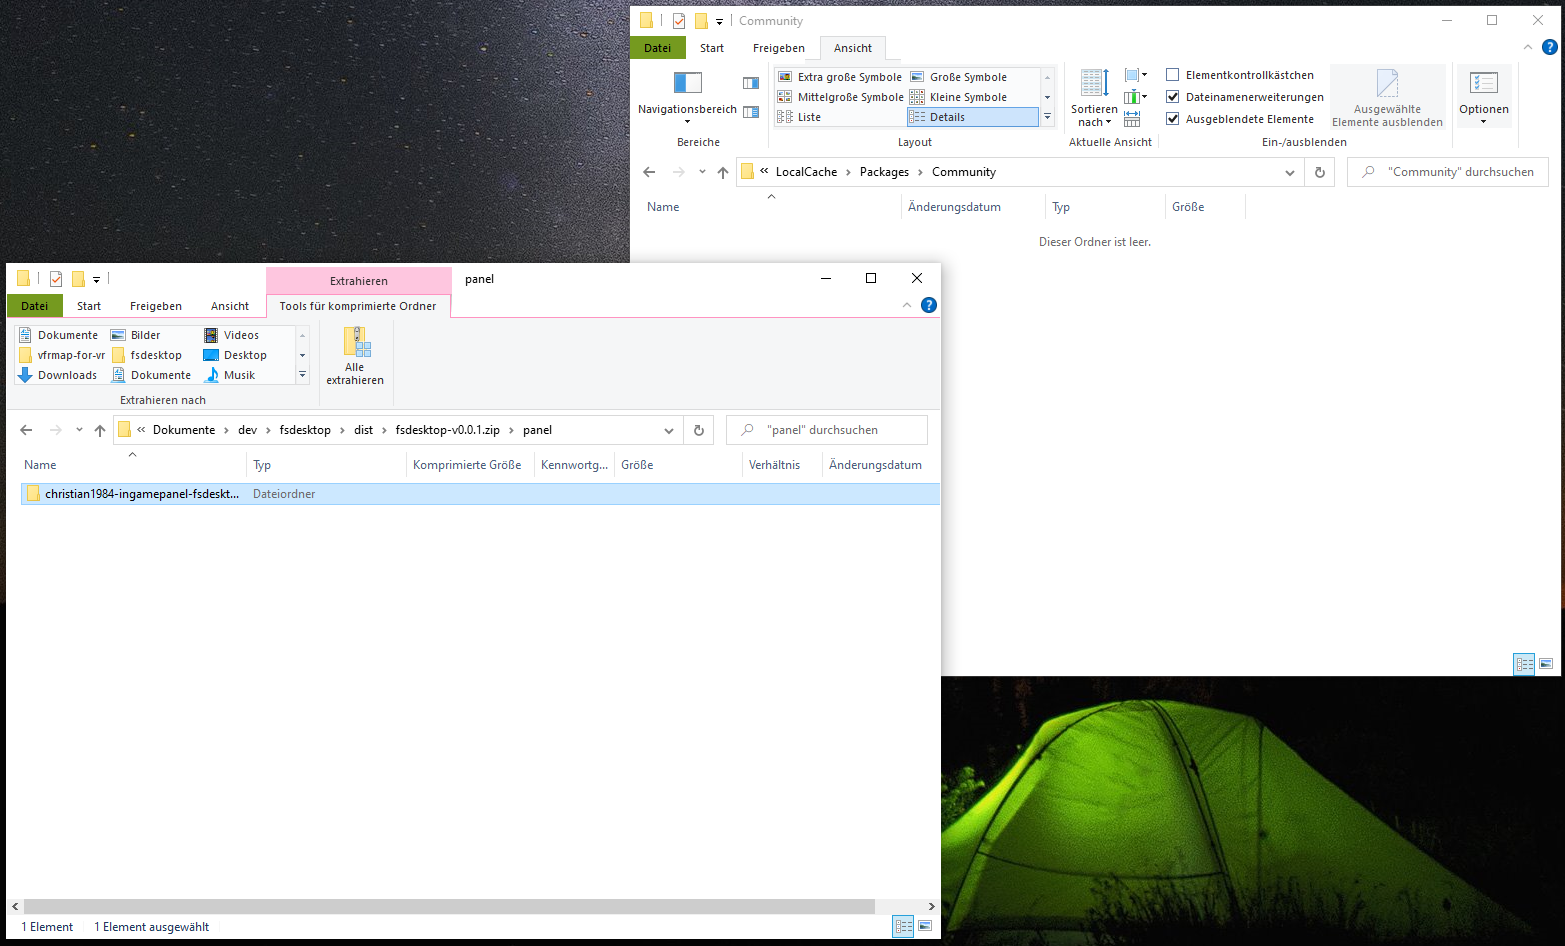 Community
Datei Start Freigeben Ansicht
Navigationsbereich
Bereiche
Extra große Symbole Große Symbole
Mittelgroße Symbole Kleine Symbole
Liste Details
Layout
Sortieren
nach
Aktuelle Ansicht
Elementkontrollkästchen
Dateinamenerweiterungen
Ausgeblendete Elemente
Ausgewählte
Elemente ausblenden
Ein-/ausblenden
Optionen
« LocalCache › Packages › Community
"Community" durchsuchen
Name Änderungsdatum Typ Größe
Dieser Ordner ist leer.
Extrahieren panel
Datei Start Freigeben Ansicht Tools für komprimierte Ordner
Dokumente Bilder Videos
vfrmap-for-vr fsdesktop Desktop
Downloads Dokumente Musik
Extrahieren nach
Alle
extrahieren
« Dokumente › dev › fsdesktop › dist › fsdesktop-v0.0.1.zip › panel
"panel" durchsuchen
Name Typ Komprimierte Größe Kennwortg... Größe Verhältnis Änderungsdatum
christian1984-ingamepanel-fsdeskt... Dateiordner
1 Element 1 Element ausgewählt